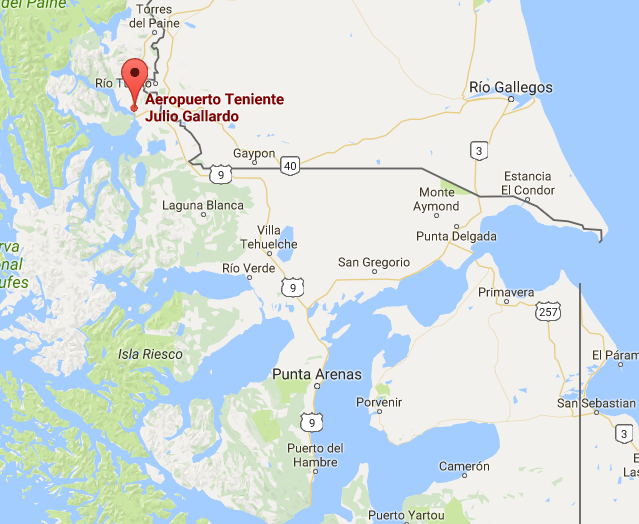 del Paine
Torres
del Paine
Río Tu
Aeropuerto Teniente
Julio Gallardo
Río Gallegos
3
Gaypon
40
9
Estancia
El Condor
Monte
Aymond
Laguna Blanca
Villa
Tehuelche
Punta Delgada
rva
nal
ufes
Río Verde
San Gregorio
9
Primavera
257
Isla Riesco
El Páram
Punta Arenas
Porvenir
San Sebastian
9
3
Puerto del
Hambre
Camerón
E
Las
Puerto Yartou